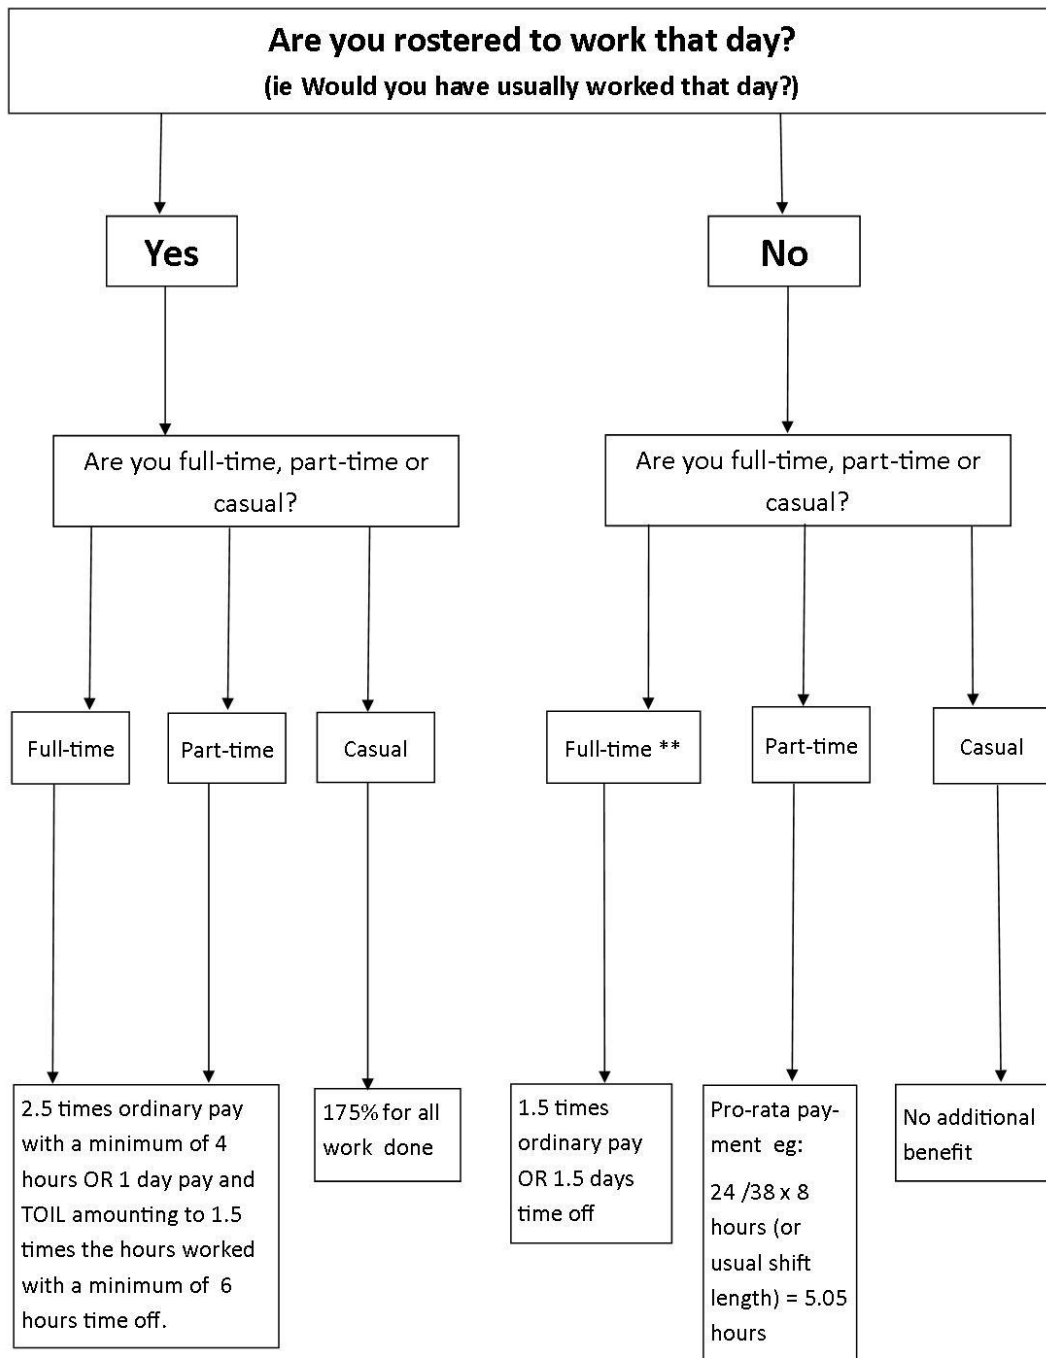 Are you rostered to work that day?
(ie Would you have usually worked that day?)
Yes
No
Are you full-time, part-time or
casual?
Are you full-time, part-time or
casual?
Full-time
Part-time
Casual
Full-time **
Part-time
Casual
2.5 times ordinary pay
with a minimum of 4
hours OR 1 day pay and
TOIL amounting to 1.5
times the hours worked
with a minimum of 6
hours time off.
175% for all
work done
1.5 times
ordinary pay
OR 1.5 days
time off
Pro-rata pay-
ment eg:
24 /38 x 8
hours (or
usual shift
length) = 5.05
hours
No additional
benefit